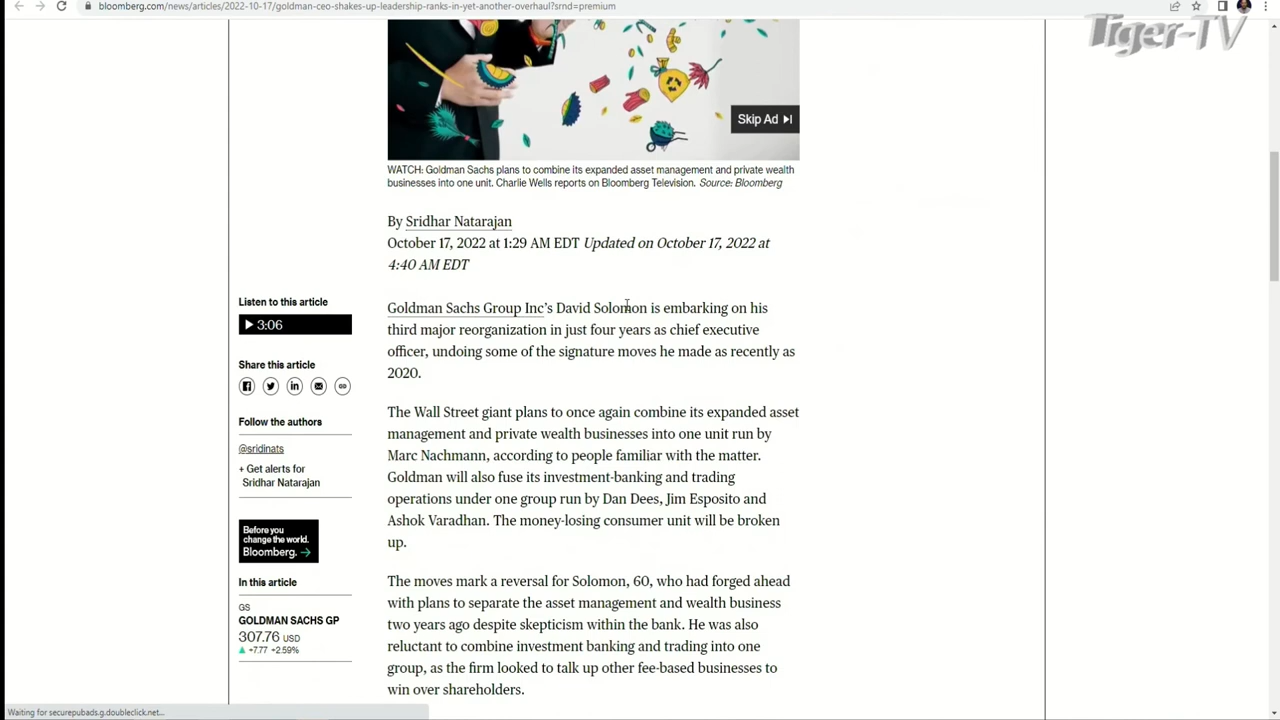 bloomberg.com/news/articles/2022-10-17/goldman-ceo-shakes-up-leadership-ranks-in-yet-another-overhaul?srnd=premium
Tiger-TV
Skip Ad
WATCH: Goldman Sachs plans to combine its expanded asset management and private wealth
businesses into one unit. Charlie Wells reports on Bloomberg Television. Source: Bloomberg
By Sridhar Natarajan
October 17, 2022 at 1:29 AM EDT Updated on October 17, 2022 at
4:40 AM EDT
Listen to this article
3:06
Share this article
Follow the authors
@sridinats
+ Get alerts for
Sridhar Natarajan
Before you
change the world.
Bloomberg. →
In this article
GS
GOLDMAN SACHS GP
307.76 USD
▲ +7.77 +2.59%
Goldman Sachs Group Inc's David Solomon is embarking on his
third major reorganization in just four years as chief executive
officer, undoing some of the signature moves he made as recently as
2020.
The Wall Street giant plans to once again combine its expanded asset
management and private wealth businesses into one unit run by
Marc Nachmann, according to people familiar with the matter.
Goldman will also fuse its investment-banking and trading
operations under one group run by Dan Dees, Jim Esposito and
Ashok Varadhan. The money-losing consumer unit will be broken
up.
The moves mark a reversal for Solomon, 60, who had forged ahead
with plans to separate the asset management and wealth business
two years ago despite skepticism within the bank. He was also
reluctant to combine investment banking and trading into one
group, as the firm looked to talk up other fee-based businesses to
win over shareholders.
Waiting for securepubads.g.doubleclick.net...